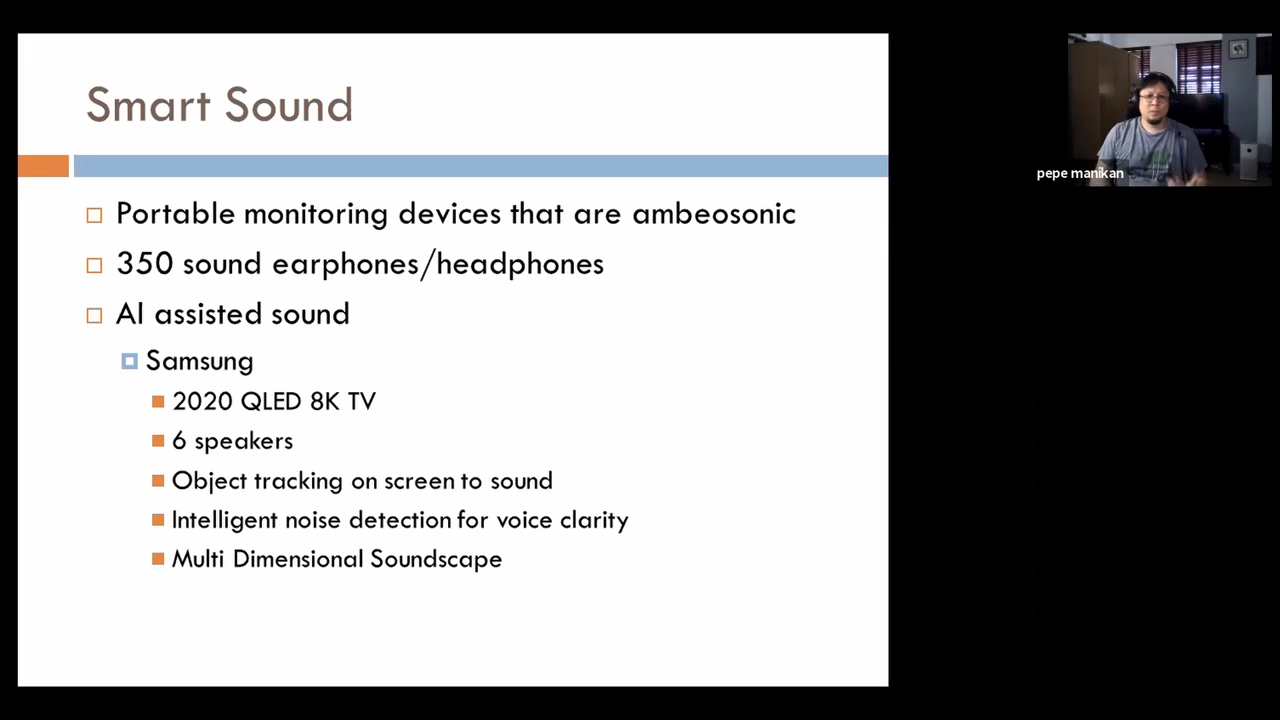 Smart Sound
Portable monitoring devices that are ambeosonic
350 sound earphones/headphones
AI assisted sound
Samsung
2020 QLED 8K TV
6 speakers
Object tracking on screen to sound
Intelligent noise detection for voice clarity
Multi Dimensional Soundscape
pepe manikan